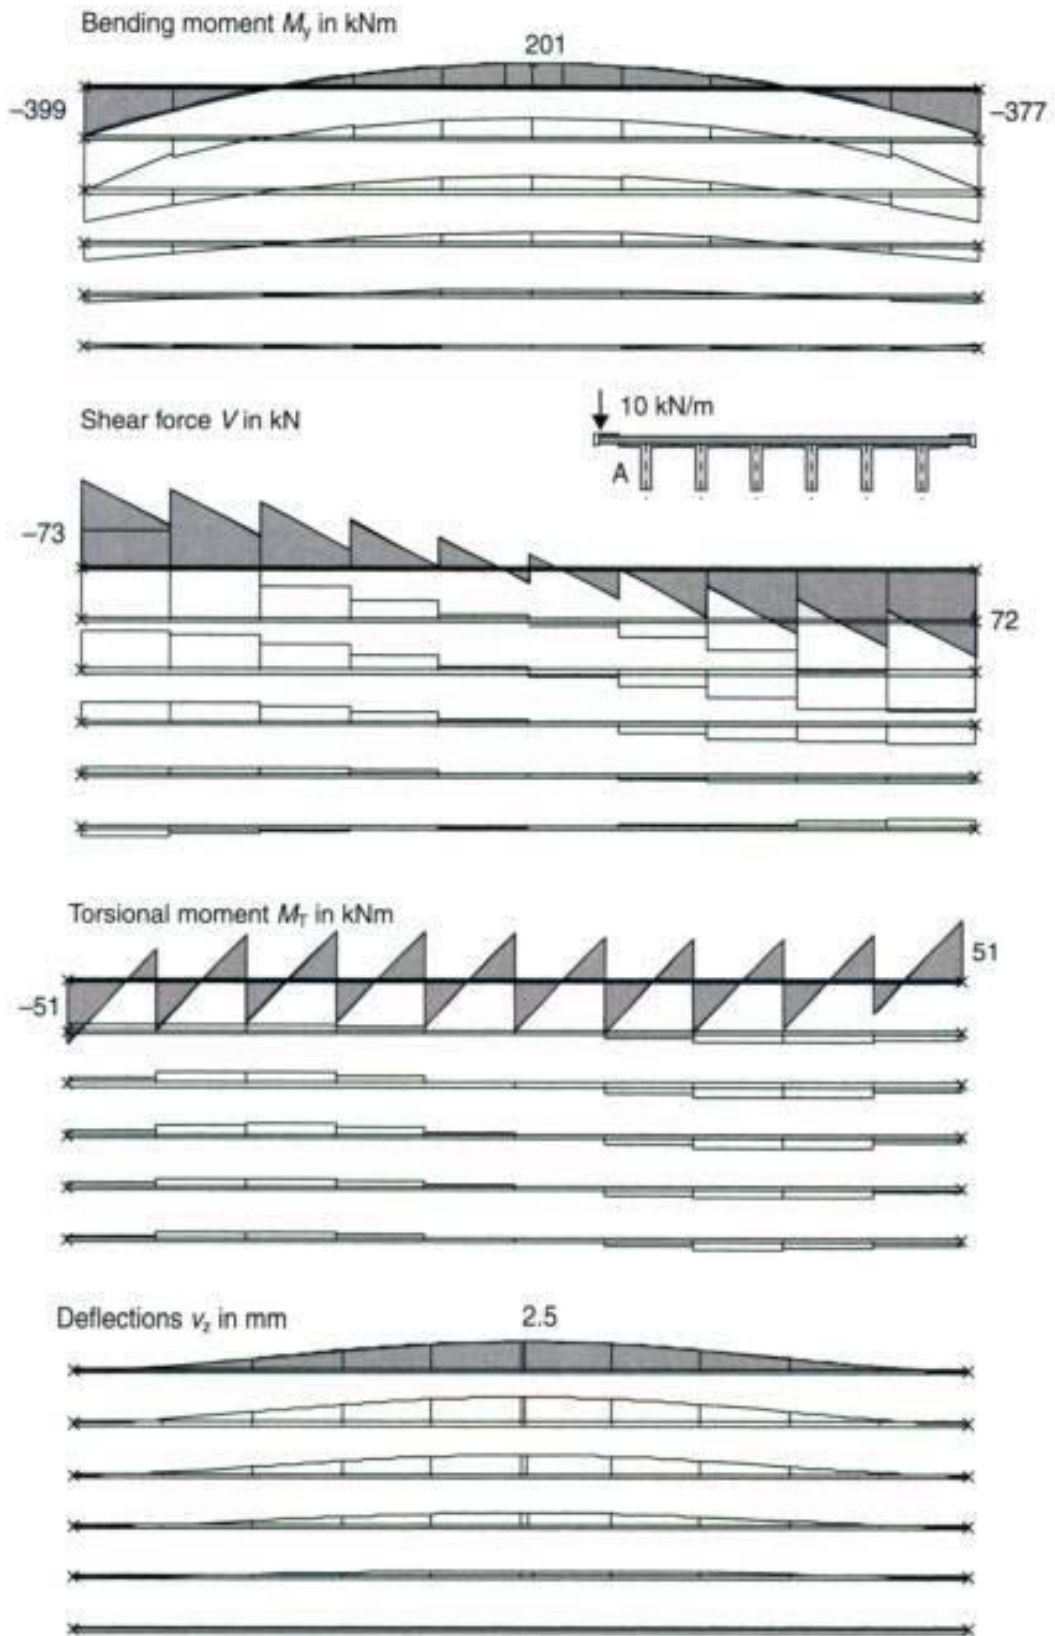 Bending moment My in kNm
201
–399
–377
Shear force V in kN
10 kN/m
A
–73
72
Torsional moment MT in kNm
51
–51
Deflections vz in mm
2.5